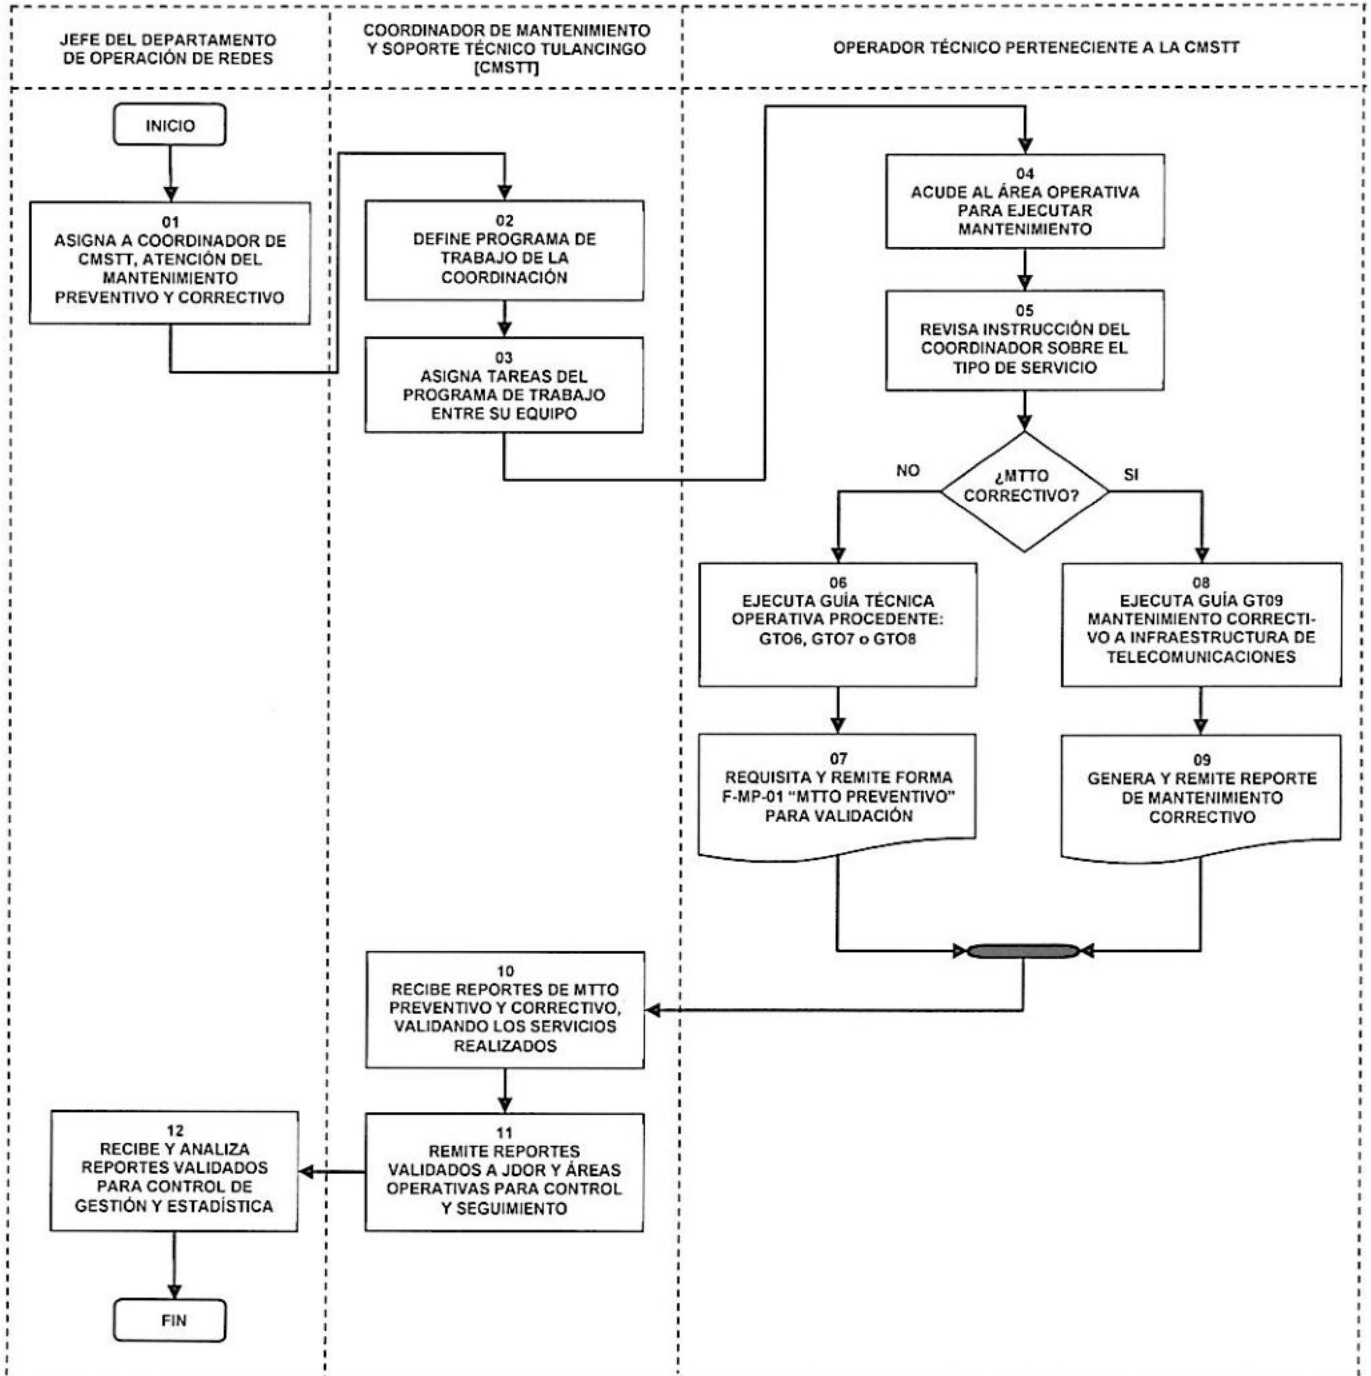 JEFE DEL DEPARTAMENTO
DE OPERACIÓN DE REDES
COORDINADOR DE MANTENIMIENTO
Y SOPORTE TÉCNICO TULANCINGO
[CMSTT]
OPERADOR TÉCNICO PERTENECIENTE A LA CMSTT
INICIO
01
ASIGNA A COORDINADOR DE
CMSTT, ATENCIÓN DEL
MANTENIMIENTO
PREVENTIVO Y CORRECTIVO
02
DEFINE PROGRAMA DE
TRABAJO DE LA
COORDINACIÓN
03
ASIGNA TAREAS DEL
PROGRAMA DE TRABAJO
ENTRE SU EQUIPO
04
ACUDE AL ÁREA OPERATIVA
PARA EJECUTAR
MANTENIMIENTO
05
REVISA INSTRUCCIÓN DEL
COORDINADOR SOBRE EL
TIPO DE SERVICIO
¿MTTO
CORRECTIVO?
NO
SI
06
EJECUTA GUÍA TÉCNICA
OPERATIVA PROCEDENTE:
GTO6, GTO7 o GTO8
07
REQUISITA Y REMITE FORMA
F-MP-01 “MTTO PREVENTIVO”
PARA VALIDACIÓN
08
EJECUTA GUÍA GT09
MANTENIMIENTO CORRECTI-
VO A INFRAESTRUCTURA DE
TELECOMUNICACIONES
09
GENERA Y REMITE REPORTE
DE MANTENIMIENTO
CORRECTIVO
10
RECIBE REPORTES DE MTTO
PREVENTIVO Y CORRECTIVO,
VALIDANDO LOS SERVICIOS
REALIZADOS
11
REMITE REPORTES
VALIDADOS A JDOR Y ÁREAS
OPERATIVAS PARA CONTROL
Y SEGUIMIENTO
12
RECIBE Y ANALIZA
REPORTES VALIDADOS
PARA CONTROL DE
GESTIÓN Y ESTADÍSTICA
FIN